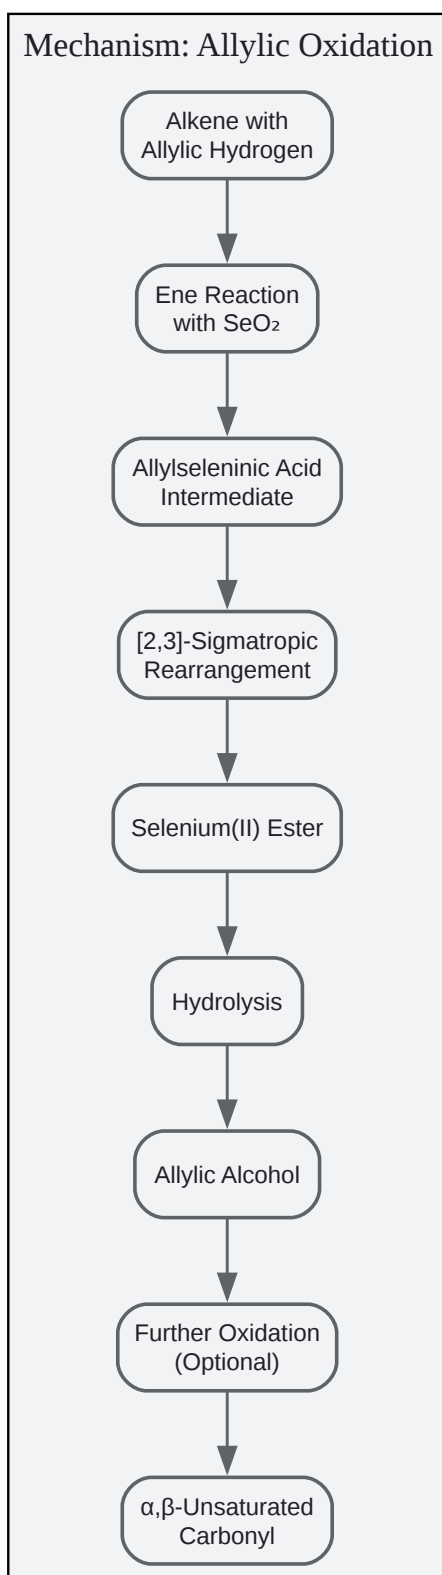 Mechanism: Allylic Oxidation
Alkene with
Allylic Hydrogen
Ene Reaction
with SeO₂
Allylseleninic Acid
Intermediate
[2,3]-Sigmatropic
Rearrangement
Selenium(II) Ester
Hydrolysis
Allylic Alcohol
Further Oxidation
(Optional)
α,β-Unsaturated
Carbonyl